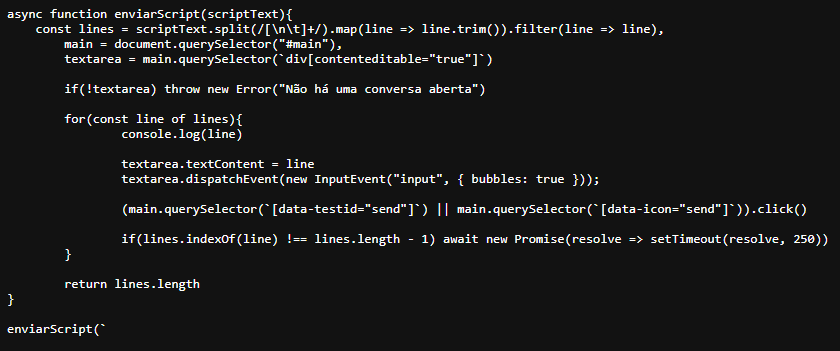 async function enviarScript(scriptText){
const lines = scriptText.split(/[\n\t]+/).map(line => line.trim()).filter(line => line),
main = document.querySelector("#main"),
textarea = main.querySelector(`div[contenteditable="true"]`)
if(!textarea) throw new Error("Não há uma conversa aberta")
for(const line of lines){
console.log(line)
textarea.textContent = line
textarea.dispatchEvent(new InputEvent("input", { bubbles: true }));
(main.querySelector(`[data-testid="send"]`) || main.querySelector(`[data-icon="send"]`)).click()
if(lines.indexOf(line) !== lines.length - 1) await new Promise(resolve => setTimeout(resolve, 250))
}
return lines.length
}
enviarScript(`